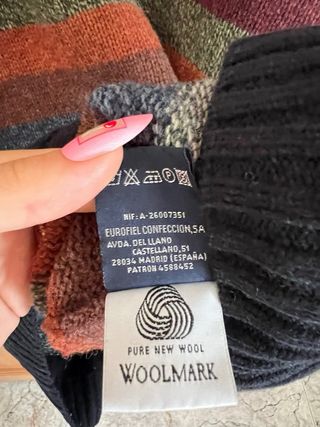 NIF: A-26007351
EUROFIEL CONFECCION,SA
AVDA. DEL LLANO
CASTELLANO,51
28034 MADRID (ESPAÑA)
PATRON 4588452
PURE NEW WOOL
WOOLMARK